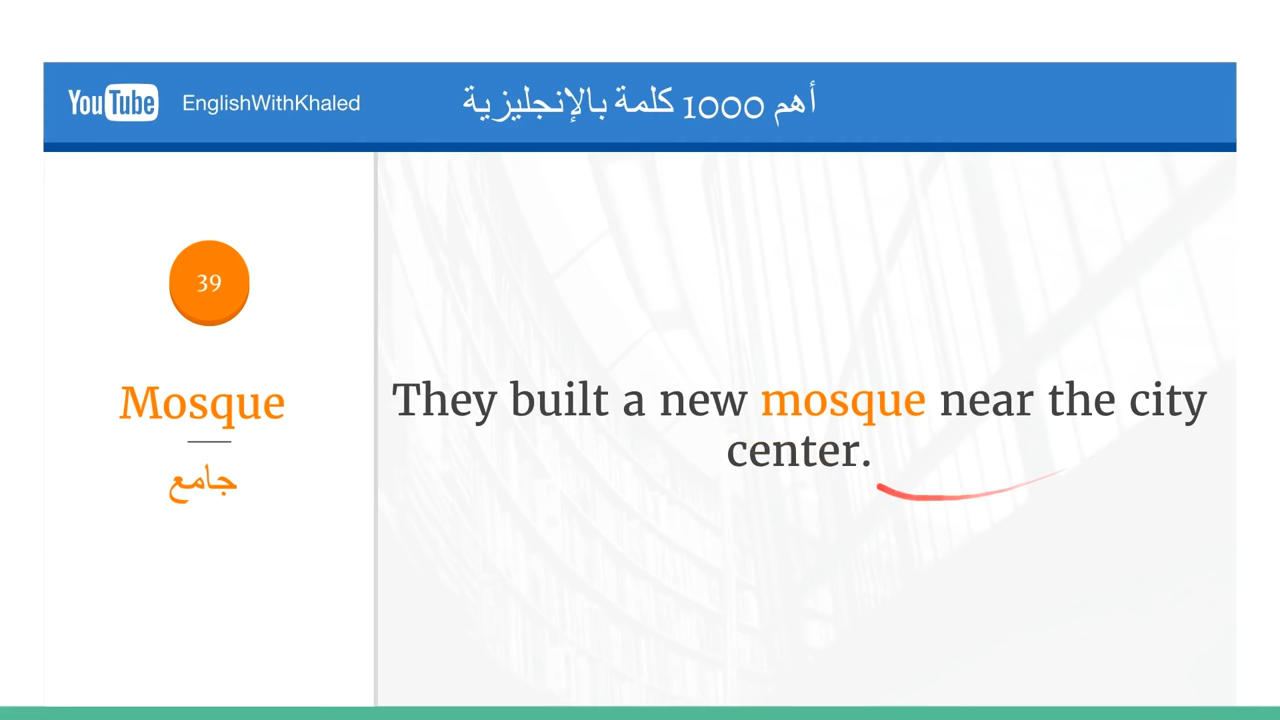 YouTube EnglishWithKhaled
أهم 1000 كلمة بالإنجليزية
39
Mosque
جامع
They built a new mosque near the city
center.